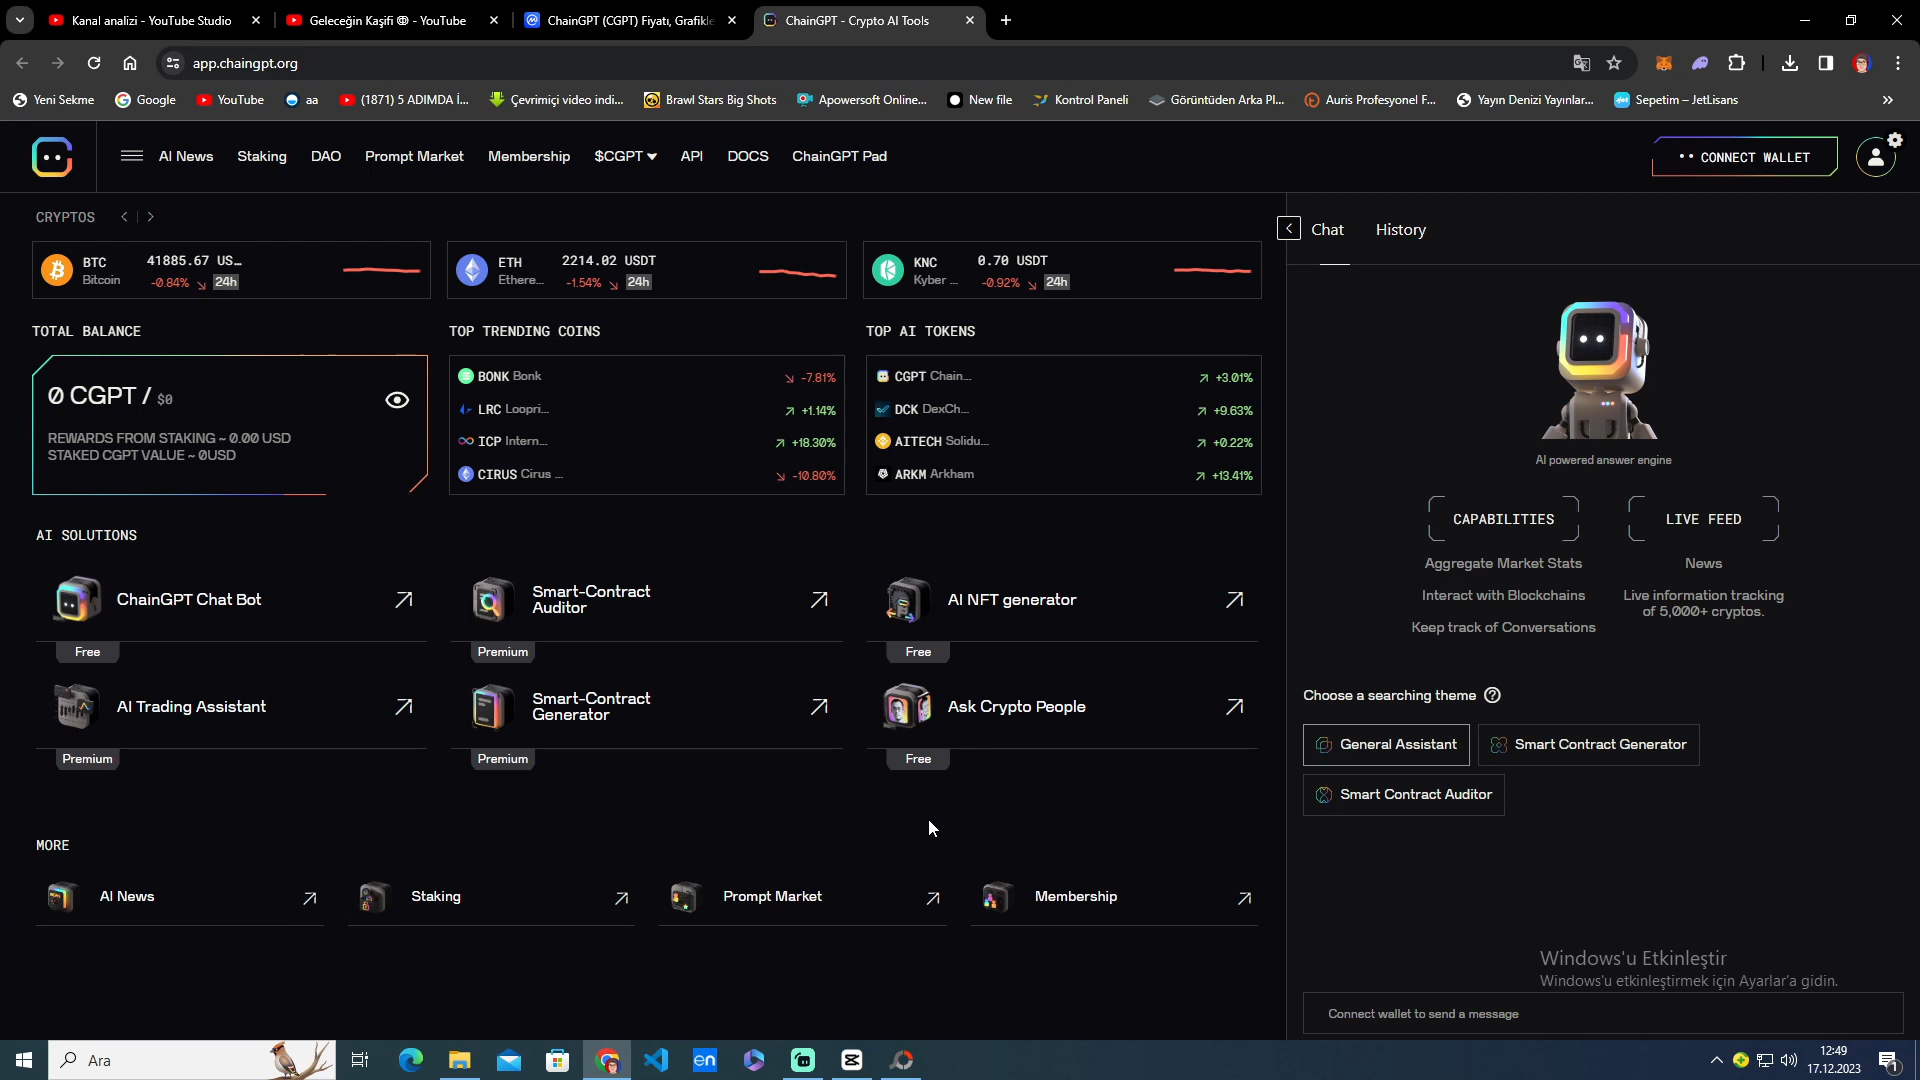 Kanal analizi - YouTube Studio
Geleceğin Kaşifi - YouTube
ChainGPT (CGPT) Fiyatı, Grafikle
ChainGPT - Crypto AI Tools
app.chaingpt.org
Yeni Sekme
Google
YouTube
aa
(1871) 5 ADIMDA İ...
Çevrimiçi video indi...
Brawl Stars Big Shots
Apowersoft Online...
New file
Kontrol Paneli
Görüntüden Arka Pl...
Auris Profesyonel F...
Yayın Denizi Yayınlar...
Sepetim – JetLisans
AI News
Staking
DAO
Prompt Market
Membership
$CGPT
API
DOCS
ChainGPT Pad
CONNECT WALLET
CRYPTOS
BTC
Bitcoin
41885.67 US...
-0.84% 24h
ETH
Ethere...
2214.02 USDT
-1.54% 24h
KNC
Kyber ...
0.70 USDT
-0.92% 24h
TOTAL BALANCE
0 CGPT / $0
REWARDS FROM STAKING ~ 0.00 USD
STAKED CGPT VALUE ~ 0USD
TOP TRENDING COINS
BONK Bonk -7.81%
LRC Loopri... +1.14%
ICP Intern... +18.30%
CIRUS Cirus ... -10.80%
TOP AI TOKENS
CGPT Chain... +3.01%
DCK DexCh... +9.63%
AITECH Solidu... +0.22%
ARKM Arkham +13.41%
AI SOLUTIONS
ChainGPT Chat Bot
Free
Smart-Contract
Auditor
Premium
AI NFT generator
Free
AI Trading Assistant
Premium
Smart-Contract
Generator
Premium
Ask Crypto People
Free
MORE
AI News
Staking
Prompt Market
Membership
Chat
History
AI powered answer engine
CAPABILITIES
Aggregate Market Stats
Interact with Blockchains
Keep track of Conversations
LIVE FEED
News
Live information tracking
of 5,000+ cryptos.
Choose a searching theme ?
General Assistant
Smart Contract Generator
Smart Contract Auditor
Windows'u Etkinleştir
Windows'u etkinleştirmek için Ayarlar'a gidin.
Connect wallet to send a message
Ara
en
12:49
17.12.2023
1